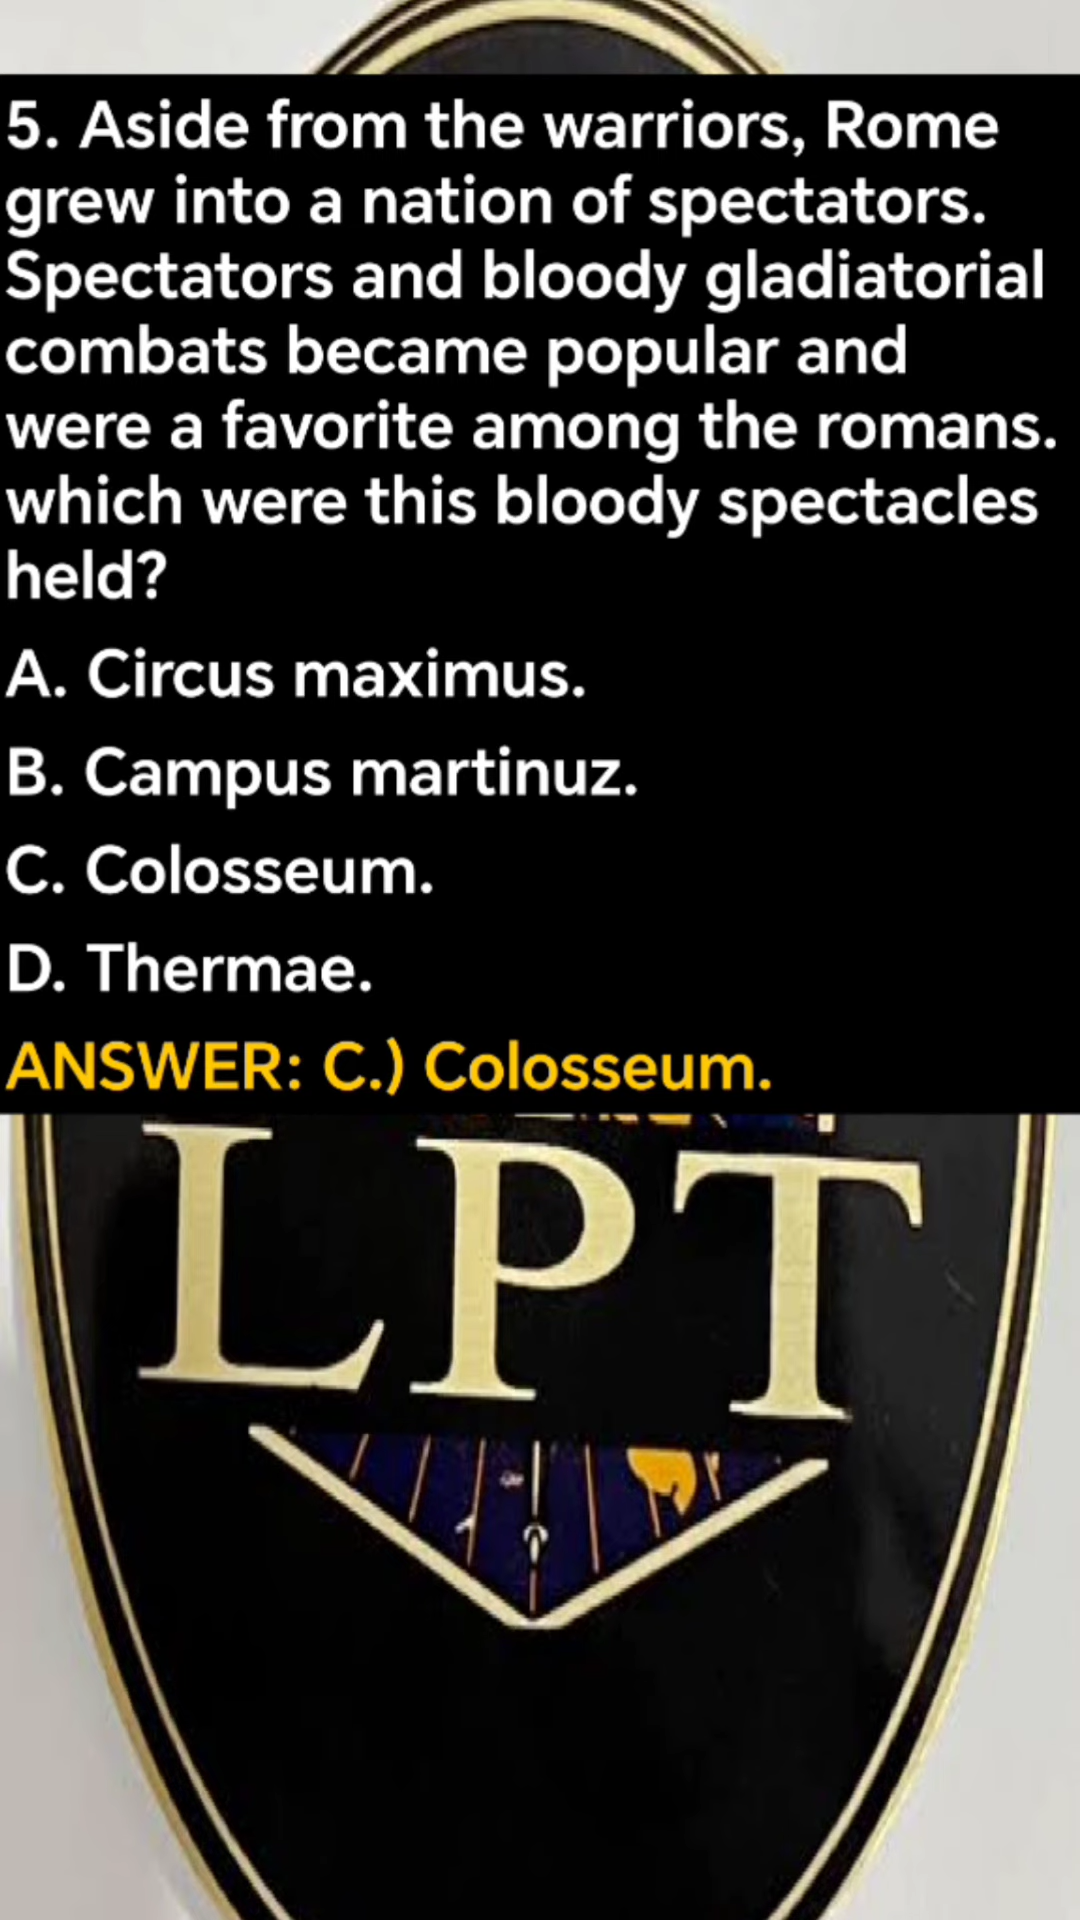 5. Aside from the warriors, Rome
grew into a nation of spectators.
Spectators and bloody gladiatorial
combats became popular and
were a favorite among the romans.
which were this bloody spectacles
held?
A. Circus maximus.
B. Campus martinuz.
C. Colosseum.
D. Thermae.
ANSWER: C.) Colosseum.
LPT